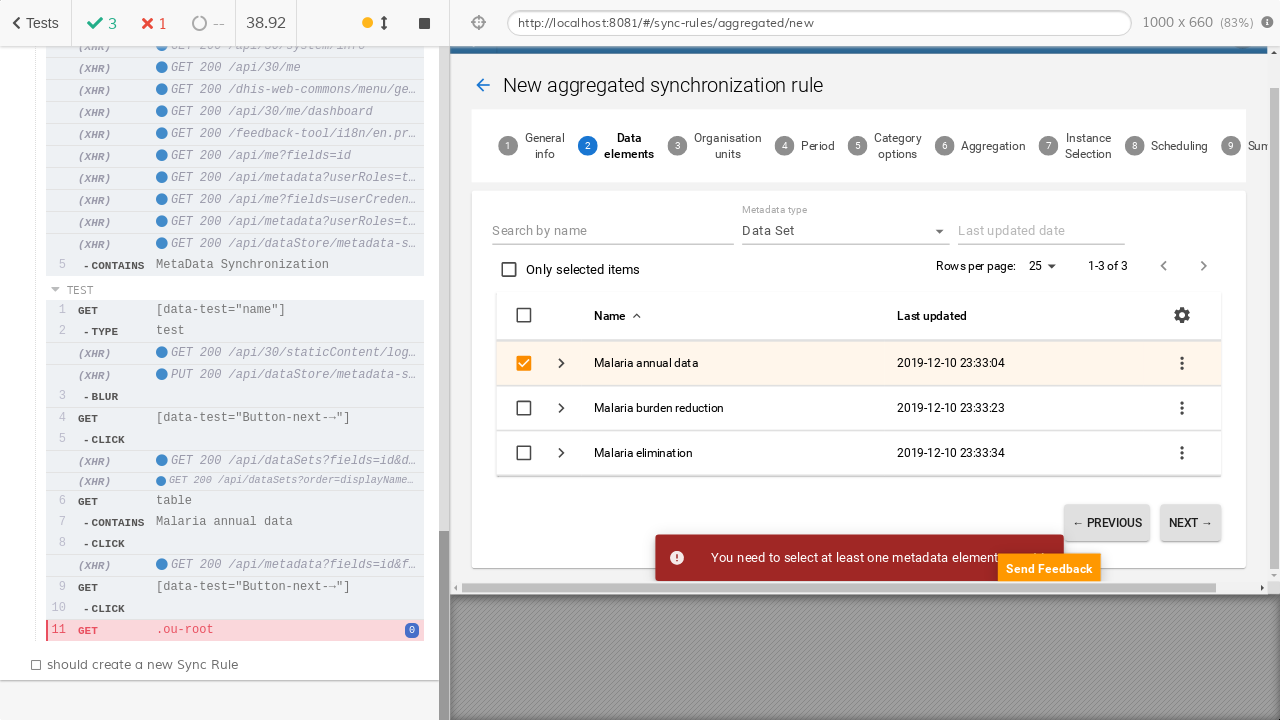 Tests 3 1 -- 38.92
http://localhost:8081/#/sync-rules/aggregated/new 1000 x 660 (83%)
(XHR) GET 200 /api/30/system/info
(XHR) GET 200 /api/30/me
(XHR) GET 200 /dhis-web-commons/menu/ge…
(XHR) GET 200 /api/30/me/dashboard
(XHR) GET 200 /feedback-tool/i18n/en.pr…
(XHR) GET 200 /api/me?fields=id
(XHR) GET 200 /api/metadata?userRoles=t…
(XHR) GET 200 /api/me?fields=userCreden…
(XHR) GET 200 /api/metadata?userRoles=t…
(XHR) GET 200 /api/dataStore/metadata-s…
5 -CONTAINS MetaData Synchronization
TEST
1 GET [data-test="name"]
2 -TYPE test
(XHR) GET 200 /api/30/staticContent/log…
(XHR) PUT 200 /api/dataStore/metadata-s…
3 -BLUR
4 GET [data-test="Button-next-→"]
5 -CLICK
(XHR) GET 200 /api/dataSets?fields=id&d…
(XHR) GET 200 /api/dataSets?order=displayName…
6 GET table
7 -CONTAINS Malaria annual data
8 -CLICK
(XHR) GET 200 /api/metadata?fields=id&f…
9 GET [data-test="Button-next-→"]
10 -CLICK
11 GET .ou-root 0
should create a new Sync Rule
New aggregated synchronization rule
1 General info
2 Data elements
3 Organisation units
4 Period
5 Category options
6 Aggregation
7 Instance Selection
8 Scheduling
9 Sum
Metadata type
Search by name Data Set Last updated date
Only selected items Rows per page: 25 1-3 of 3
Name Last updated
Malaria annual data 2019-12-10 23:33:04
Malaria burden reduction 2019-12-10 23:33:23
Malaria elimination 2019-12-10 23:33:34
← PREVIOUS NEXT →
You need to select at least one metadata element
Send Feedback